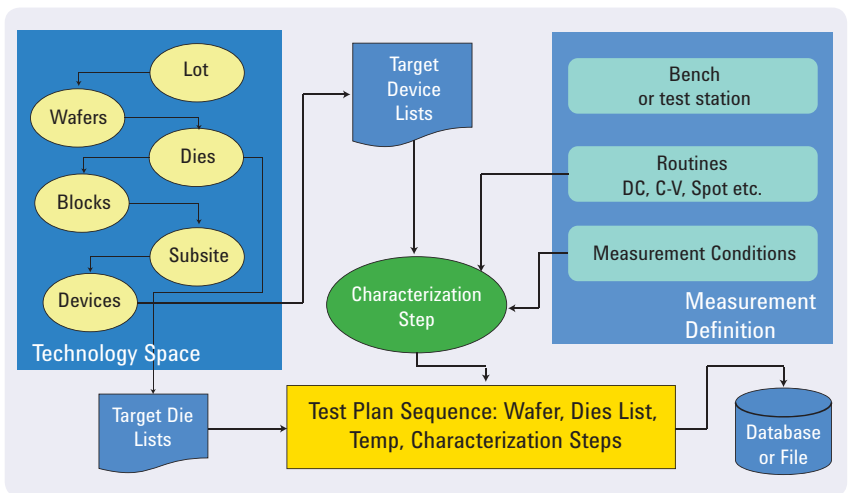 Lot
Wafers
Dies
Blocks
Subsite
Devices
Technology Space
Target
Device
Lists
Bench
or test station
Routines
DC, C-V, Spot etc.
Measurement Conditions
Measurement
Definition
Characterization
Step
Target Die
Lists
Test Plan Sequence: Wafer, Dies List,
Temp, Characterization Steps
Database
or File